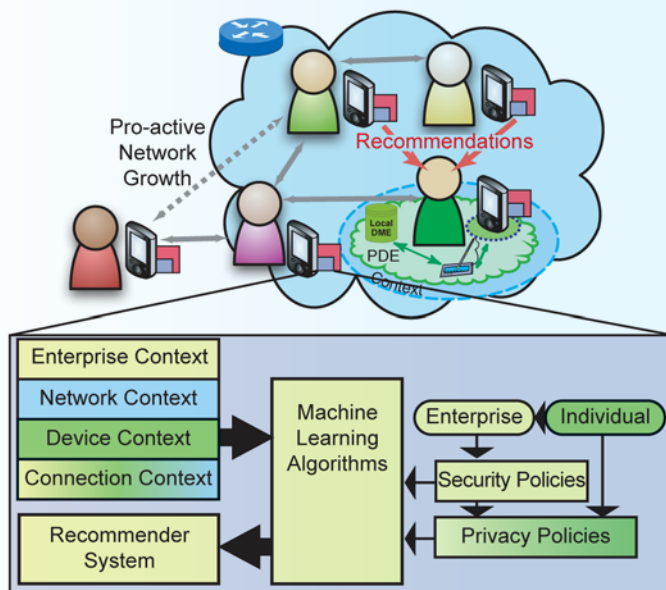 Pro-active
Network
Growth
Recommendations
Local
DME
PDE
Context
Enterprise Context
Network Context
Device Context
Connection Context
Recommender
System
Machine
Learning
Algorithms
Enterprise
Individual
Security Policies
Privacy Policies